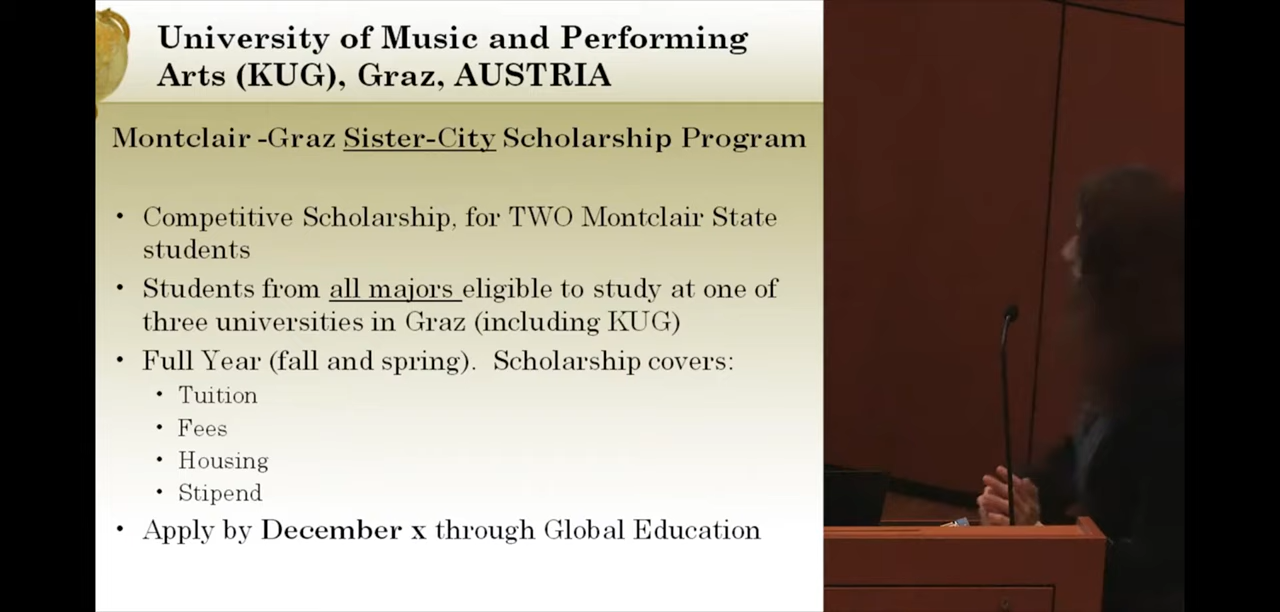 University of Music and Performing
Arts (KUG), Graz, AUSTRIA
Montclair -Graz Sister-City Scholarship Program
• Competitive Scholarship, for TWO Montclair State
students
• Students from all majors eligible to study at one of
three universities in Graz (including KUG)
• Full Year (fall and spring).  Scholarship covers:
• Tuition
• Fees
• Housing
• Stipend
• Apply by December x through Global Education